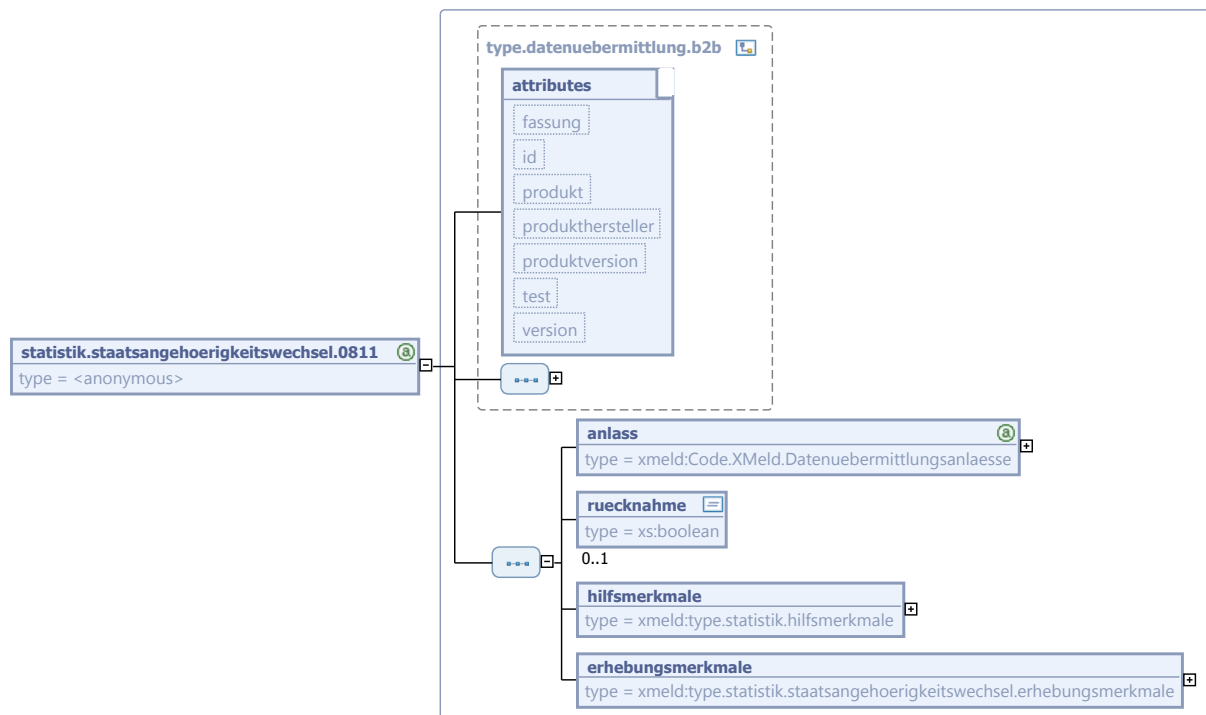 type.datenuebermittlung.b2b
attributes
fassung
id
produkt
produkthersteller
produktversion
test
version
statistik.staatsangehoerigkeitswechsel.0811
type = <anonymous>
anlass
type = xmeld:Code.XMeld.Datenuebermittlungsanlaesse
ruecknahme
type = xs:boolean
0..1
hilfsmerkmale
type = xmeld:type.statistik.hilfsmerkmale
erhebungsmerkmale
type = xmeld:type.statistik.staatsangehoerigkeitswechsel.erhebungsmerkmale